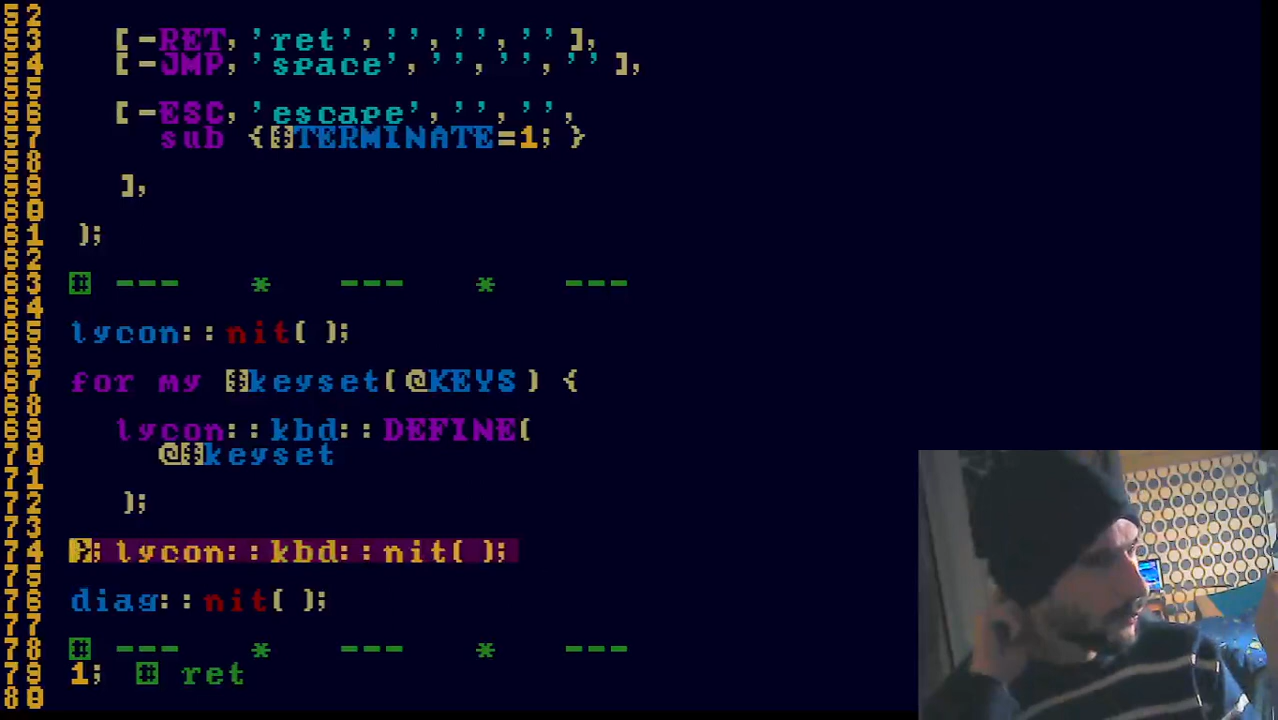 52
53 [-RET,'ret','','',''],
54 [-JMP,'space','','',''],
55
56 [-ESC,'escape','','',
57 sub {$TERMINATE=1; }
58
59 ],
60
61 );
62
63 # --- * --- * ---
64
65 lycon::nit( );
66
67 for my $keyset(@KEYS) {
68
69 lycon::kbd::DEFINE(
70 @$keyset
71
72 );
73
74 }; lycon::kbd::nit( );
75
76 diag::nit( );
77
78 # --- * --- * ---
79 1; # ret
80